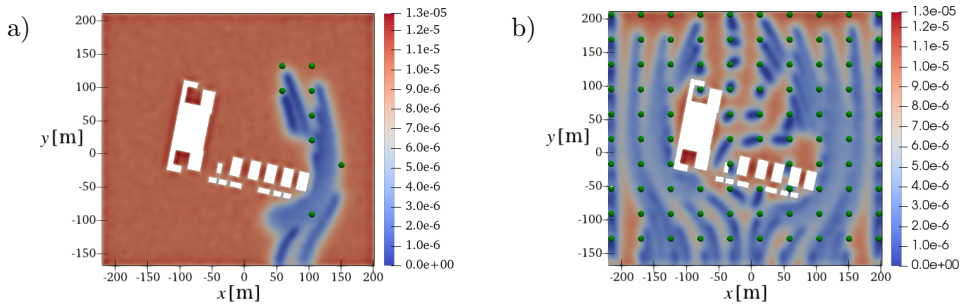 a)
200
150
100
50
0
-50
-100
-150
y[m]
-200 -150 -100 -50 0 50 100 150 200
x[m]
1.3e-05
1.2e-5
1.1e-5
1.0e-5
9.0e-6
8.0e-6
7.0e-6
6.0e-6
5.0e-6
4.0e-6
3.0e-6
2.0e-6
1.0e-6
0.0e+00
b)
200
150
100
50
0
-50
-100
-150
y[m]
-200 -150 -100 -50 0 50 100 150 200
x[m]
1.3e-05
1.2e-5
1.1e-5
1.0e-5
9.0e-6
8.0e-6
7.0e-6
6.0e-6
5.0e-6
4.0e-6
3.0e-6
2.0e-6
1.0e-6
0.0e+00